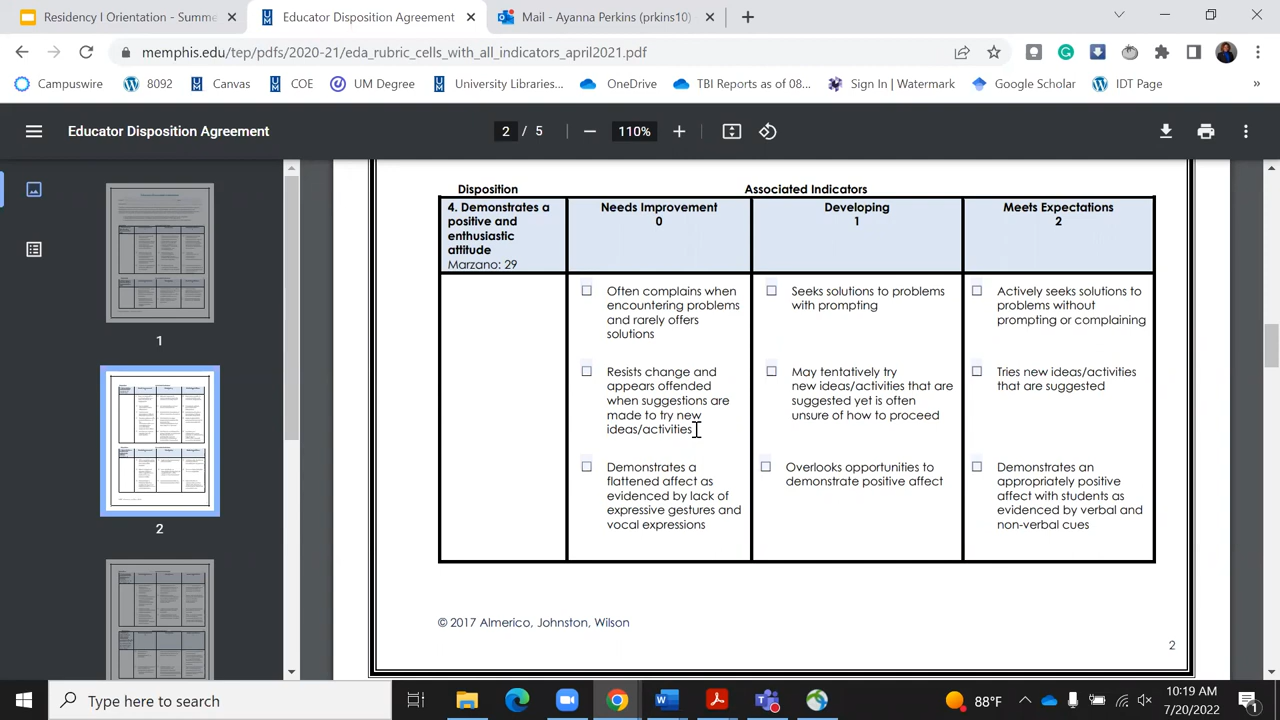 Residency I Orientation - Summe
Educator Disposition Agreement
Mail - Ayanna Perkins (prkins10)
memphis.edu/tep/pdfs/2020-21/eda_rubric_cells_with_all_indicators_april2021.pdf
Campuswire
8092
Canvas
COE
UM Degree
University Libraries...
OneDrive
TBI Reports as of 08...
Sign In | Watermark
Google Scholar
IDT Page
»
Educator Disposition Agreement
2 / 5
110%
1
2
Disposition
Associated Indicators
4. Demonstrates a
positive and
enthusiastic
attitude
Marzano: 29
Needs Improvement
0
Developing
1
Meets Expectations
2
Often complains when
encountering problems
and rarely offers
solutions
Seeks solutions to problems
with prompting
Actively seeks solutions to
problems without
prompting or complaining
Resists change and
appears offended
when suggestions are
made to try new
ideas/activities
May tentatively try
new ideas/activities that are
suggested yet is often
unsure of how to proceed
Tries new ideas/activities
that are suggested
Demonstrates a
flattened affect as
evidenced by lack of
expressive gestures and
vocal expressions
Overlooks opportunities to
demonstrate positive affect
Demonstrates an
appropriately positive
affect with students as
evidenced by verbal and
non-verbal cues
© 2017 Almerico, Johnston, Wilson
2
Type here to search
88°F
10:19 AM
7/20/2022
1